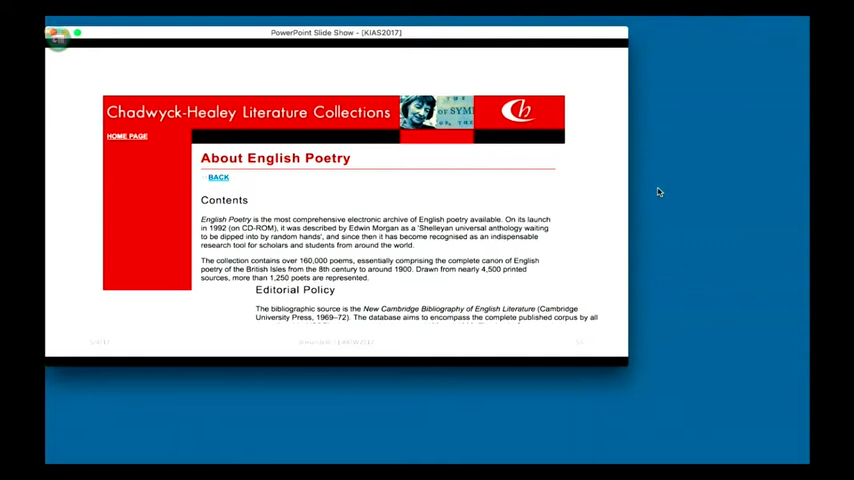 PowerPoint Slide Show - [KIAS2017]
Chadwyck-Healey Literature Collections
HOME PAGE
About English Poetry
BACK
Contents
English Poetry is the most comprehensive electronic archive of English poetry available. On its launch
in 1992 (on CD-ROM), it was described by Edwin Morgan as a 'Shelleyan universal anthology waiting
to be dipped into by random hands', and since then it has become recognised as an indispensable
research tool for scholars and students from around the world.
The collection contains over 160,000 poems, essentially comprising the complete canon of English
poetry of the British Isles from the 8th century to around 1900. Drawn from nearly 4,500 printed
sources, more than 1,250 poets are represented.
Editorial Policy
The bibliographic source is the New Cambridge Bibliography of English Literature (Cambridge
University Press, 1969–72). The database aims to encompass the complete published corpus by all